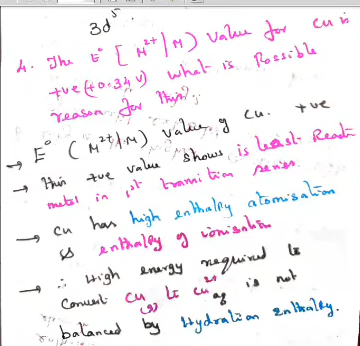 3d⁵
4. The E° [M²⁺/M) value for cu is
+ve (+0.34V) what is Possible
reason for this?
→ E° (M²⁺/M) value of cu. +ve
→ this +ve value shows is least React
metal in 1st transition series
→ cu has high enthalpy atomisation
& enthalpy of ionisation
→ ∴ High energy required to
Convert Cu(s) to Cu²⁺aq is not
balanced by Hydration Enthalpy.